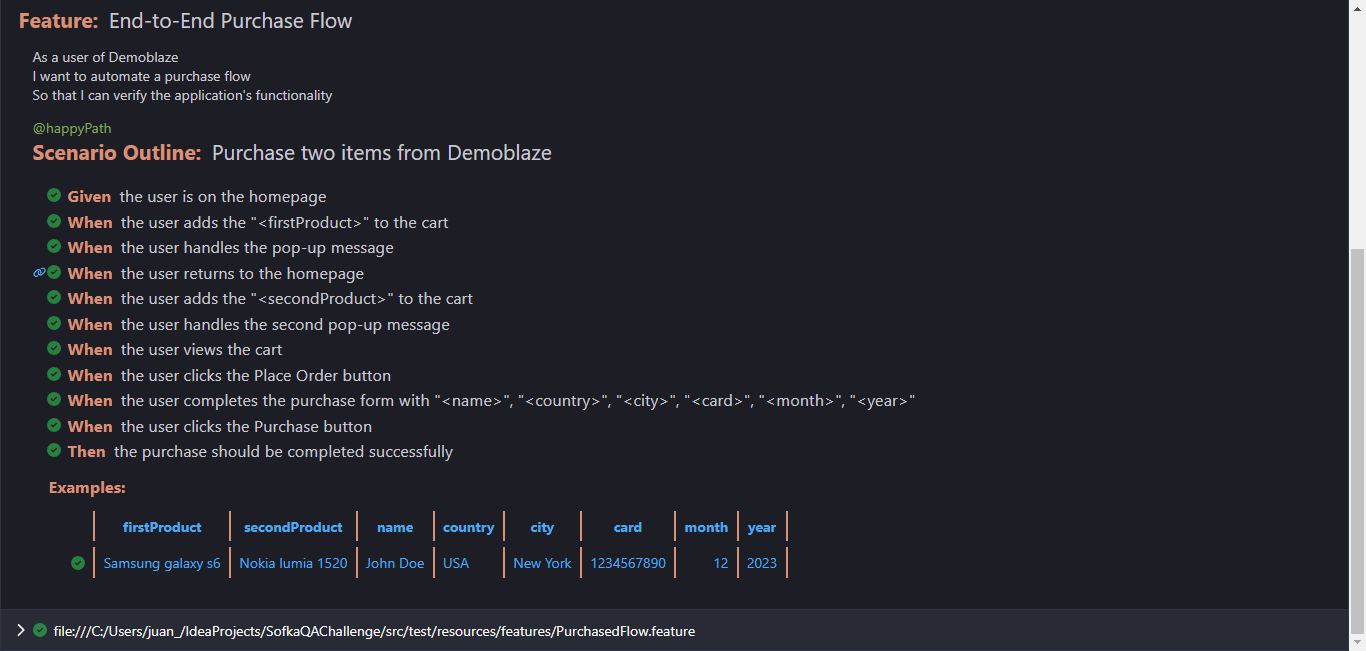 Feature: End-to-End Purchase Flow
As a user of Demoblaze
I want to automate a purchase flow
So that I can verify the application's functionality
@happyPath
Scenario Outline: Purchase two items from Demoblaze
Given the user is on the homepage
When the user adds the "<firstProduct>" to the cart
When the user handles the pop-up message
When the user returns to the homepage
When the user adds the "<secondProduct>" to the cart
When the user handles the second pop-up message
When the user views the cart
When the user clicks the Place Order button
When the user completes the purchase form with "<name>", "<country>", "<city>", "<card>", "<month>", "<year>"
When the user clicks the Purchase button
Then the purchase should be completed successfully
Examples:
firstProduct secondProduct name country city card month year
Samsung galaxy s6 Nokia lumia 1520 John Doe USA New York 1234567890 12 2023
file:///C:/Users/juan_/IdeaProjects/SofkaQAChallenge/src/test/resources/features/PurchasedFlow.feature